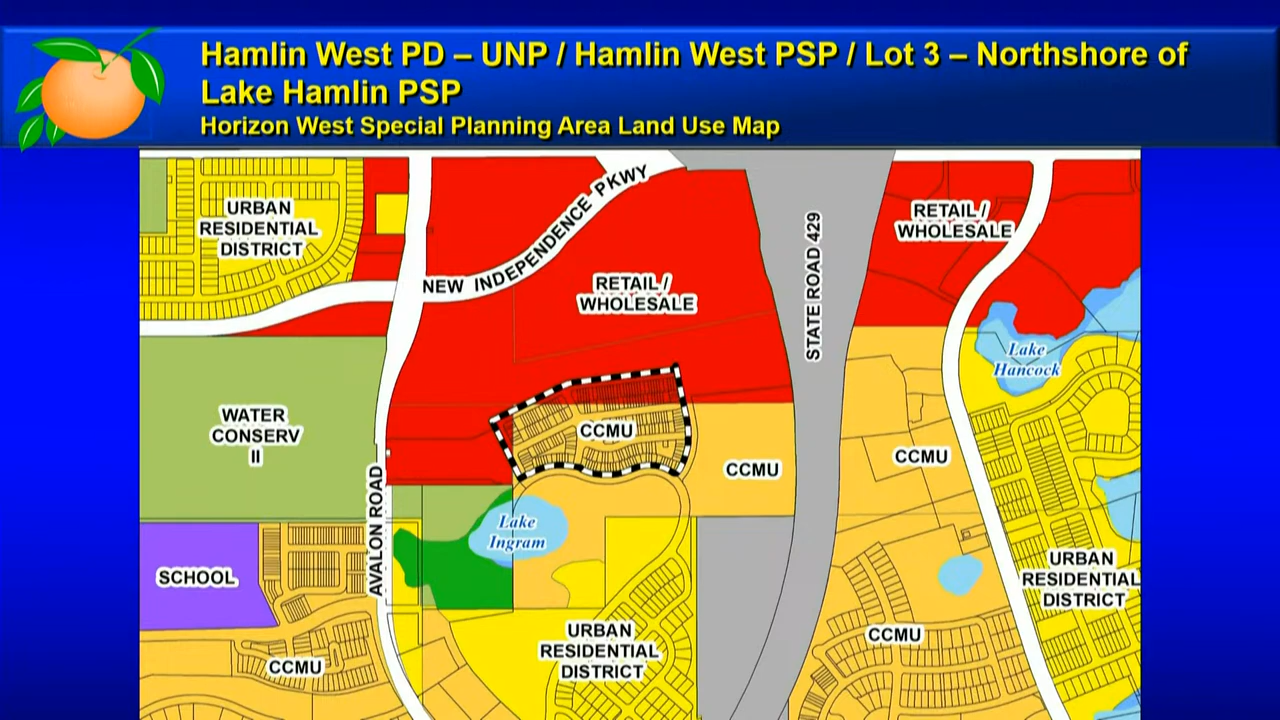 Hamlin West PD – UNP / Hamlin West PSP / Lot 3 – Northshore of
Lake Hamlin PSP
Horizon West Special Planning Area Land Use Map
URBAN
RESIDENTIAL
DISTRICT
NEW INDEPENDENCE PKWY
RETAIL /
WHOLESALE
STATE ROAD 429
RETAIL /
WHOLESALE
Lake
Hancock
WATER
CONSERV
II
CCMU
CCMU
CCMU
AVALON ROAD
Lake
Ingram
SCHOOL
URBAN
RESIDENTIAL
DISTRICT
URBAN
RESIDENTIAL
DISTRICT
CCMU
CCMU